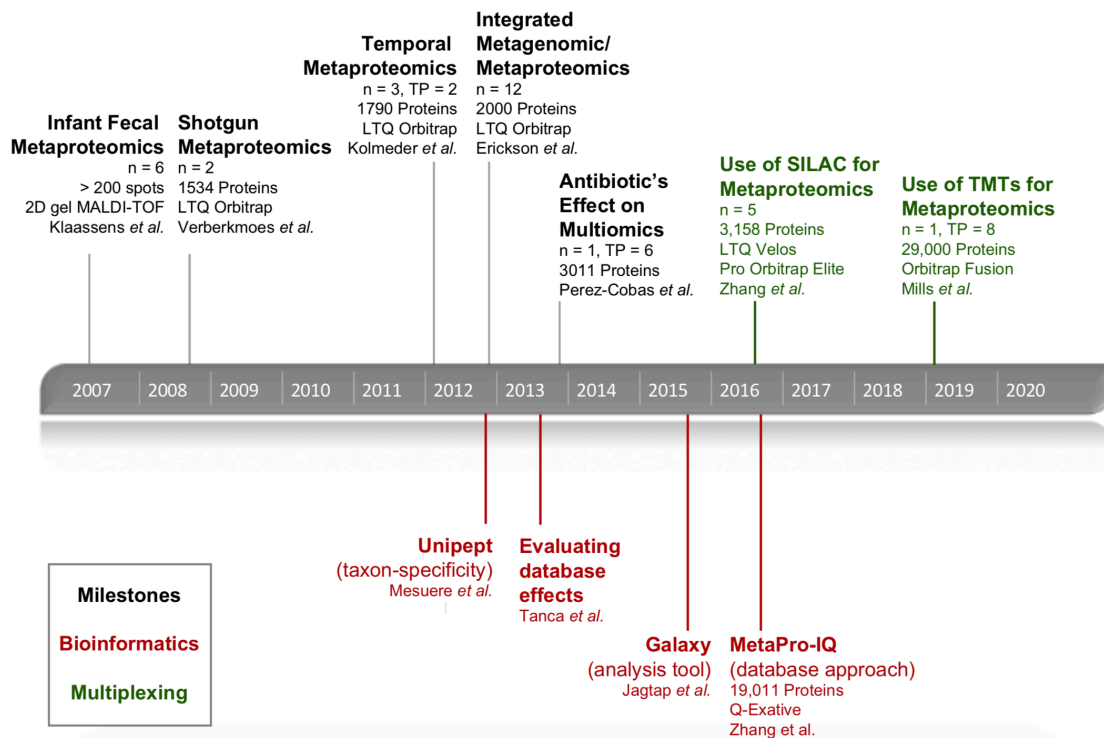 Infant Fecal
Metaproteomics
n = 6
> 200 spots
2D gel MALDI-TOF
Klaassens et al.
Shotgun
Metaproteomics
n = 2
1534 Proteins
LTQ Orbitrap
Verberkmoes et al.
Temporal
Metaproteomics
n = 3, TP = 2
1790 Proteins
LTQ Orbitrap
Kolmeder et al.
Integrated
Metagenomic/
Metaproteomics
n = 12
2000 Proteins
LTQ Orbitrap
Erickson et al.
Antibiotic's
Effect on
Multiomics
n = 1, TP = 6
3011 Proteins
Perez-Cobas et al.
Use of SILAC for
Metaproteomics
n = 5
3,158 Proteins
LTQ Velos
Pro Orbitrap Elite
Zhang et al.
Use of TMTs for
Metaproteomics
n = 1, TP = 8
29,000 Proteins
Orbitrap Fusion
Mills et al.
2007 2008 2009 2010 2011 2012 2013 2014 2015 2016 2017 2018 2019 2020
Unipept
(taxon-specificity)
Mesuere et al.
Evaluating
database
effects
Tanca et al.
Galaxy
(analysis tool)
Jagtap et al.
MetaPro-IQ
(database approach)
19,011 Proteins
Q-Exative
Zhang et al.
Milestones
Bioinformatics
Multiplexing